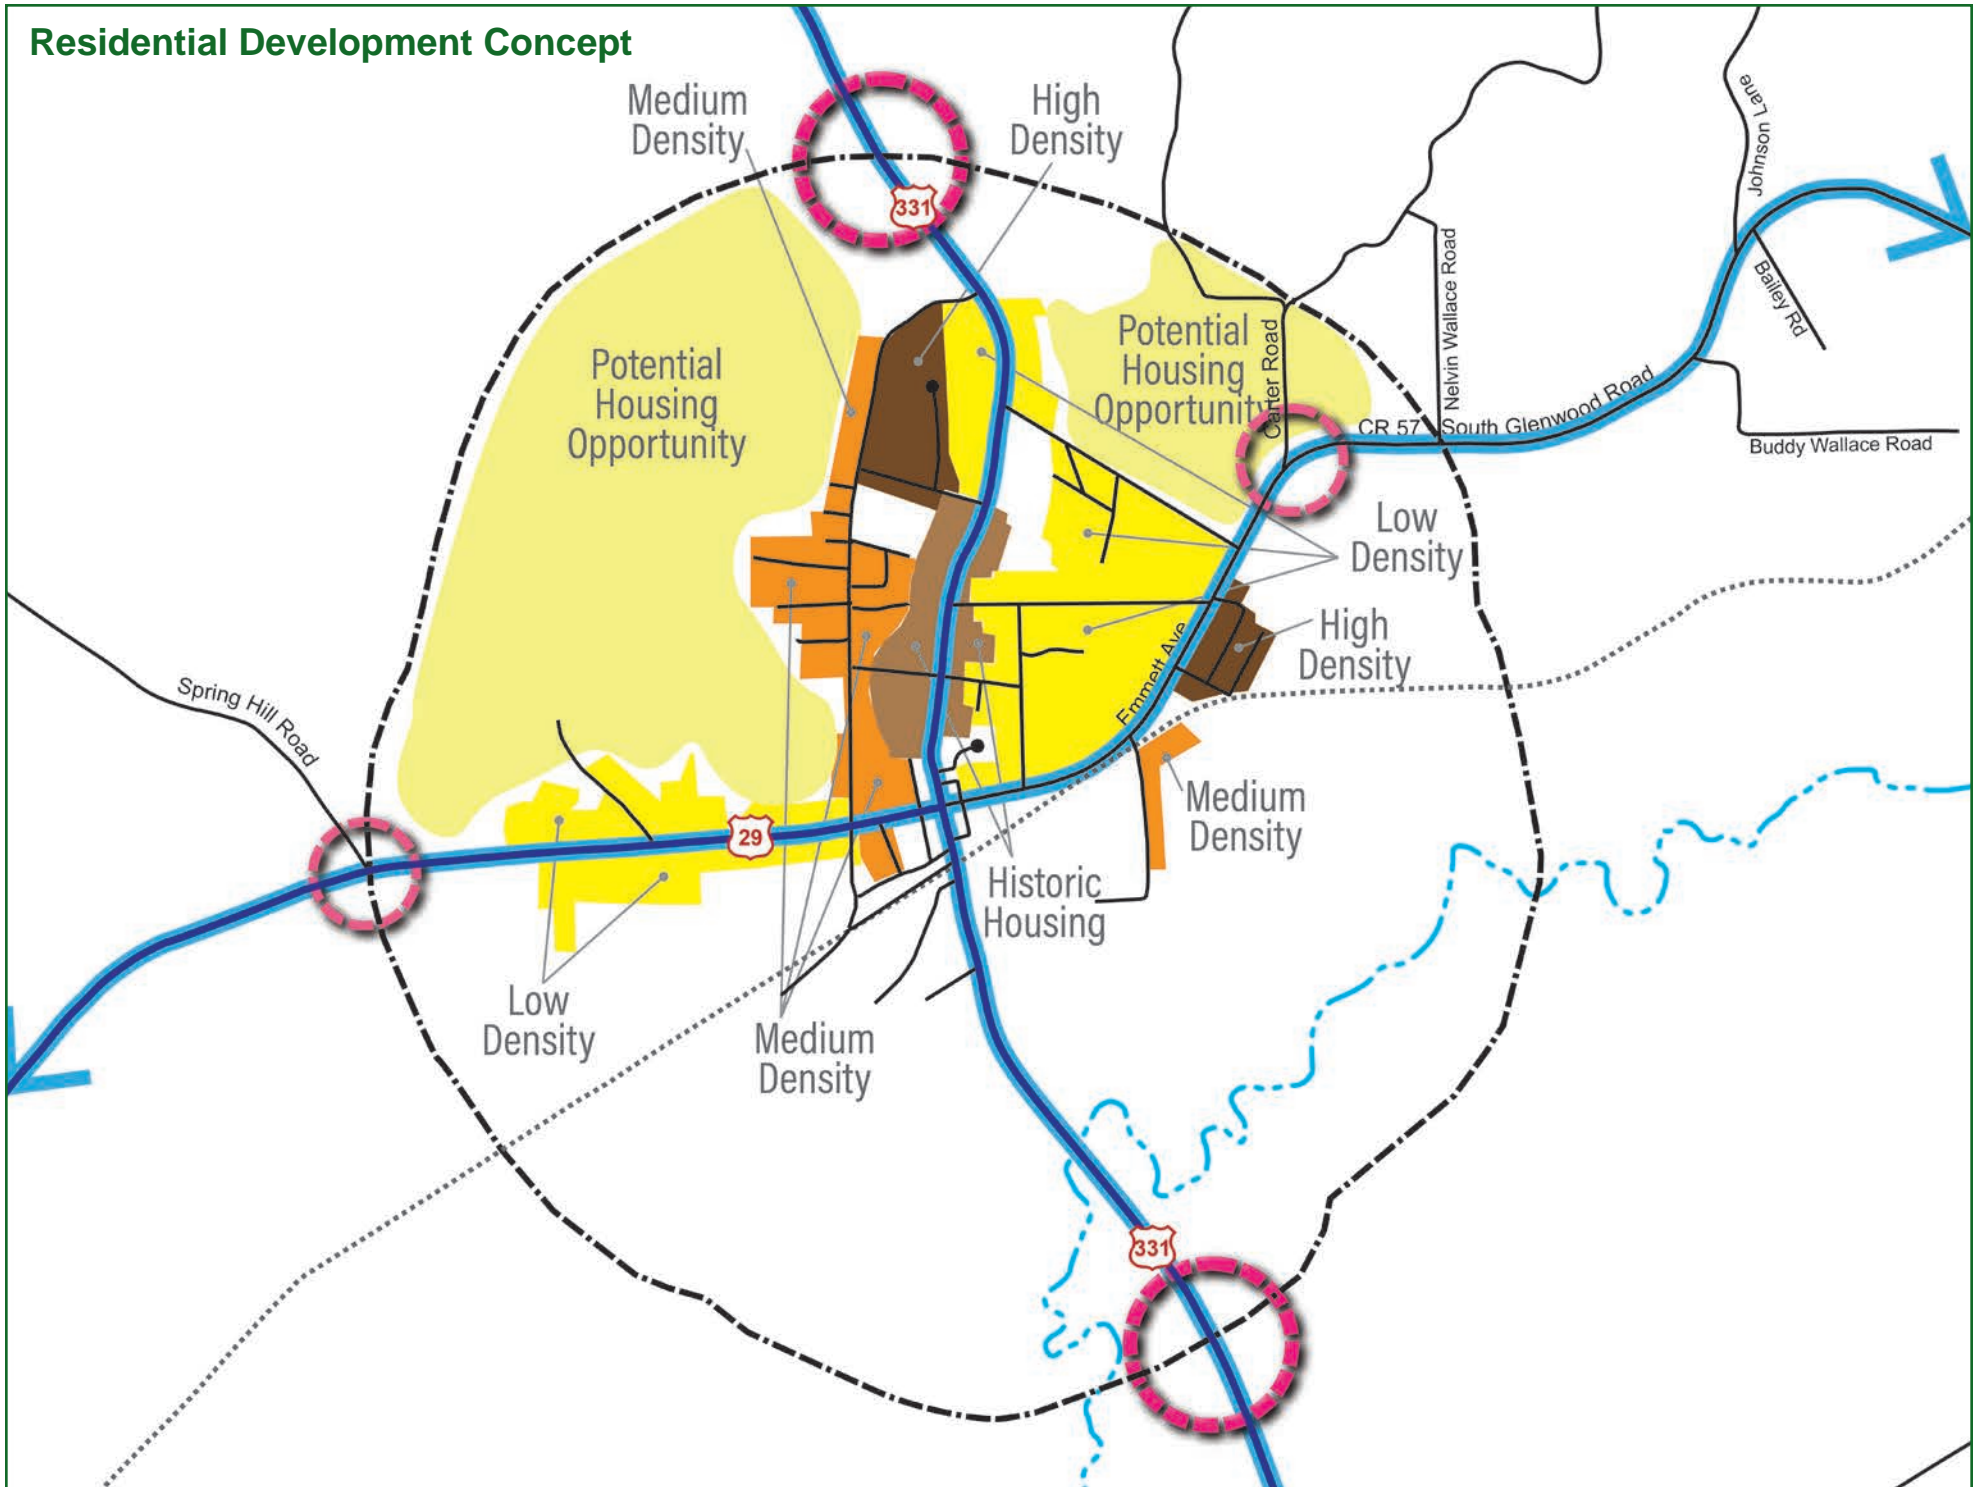 Residential Development Concept
Medium
Density
High
Density
331
Johnson Lane
Bailey Rd
Nelvin Wallace Road
Potential
Housing
Opportunity
Potential
Housing
Opportunity
Carter Road
CR 57
South Glenwood Road
Buddy Wallace Road
Low
Density
High
Density
Emmett Ave
Spring Hill Road
29
Medium
Density
Historic
Housing
Low
Density
Medium
Density
331